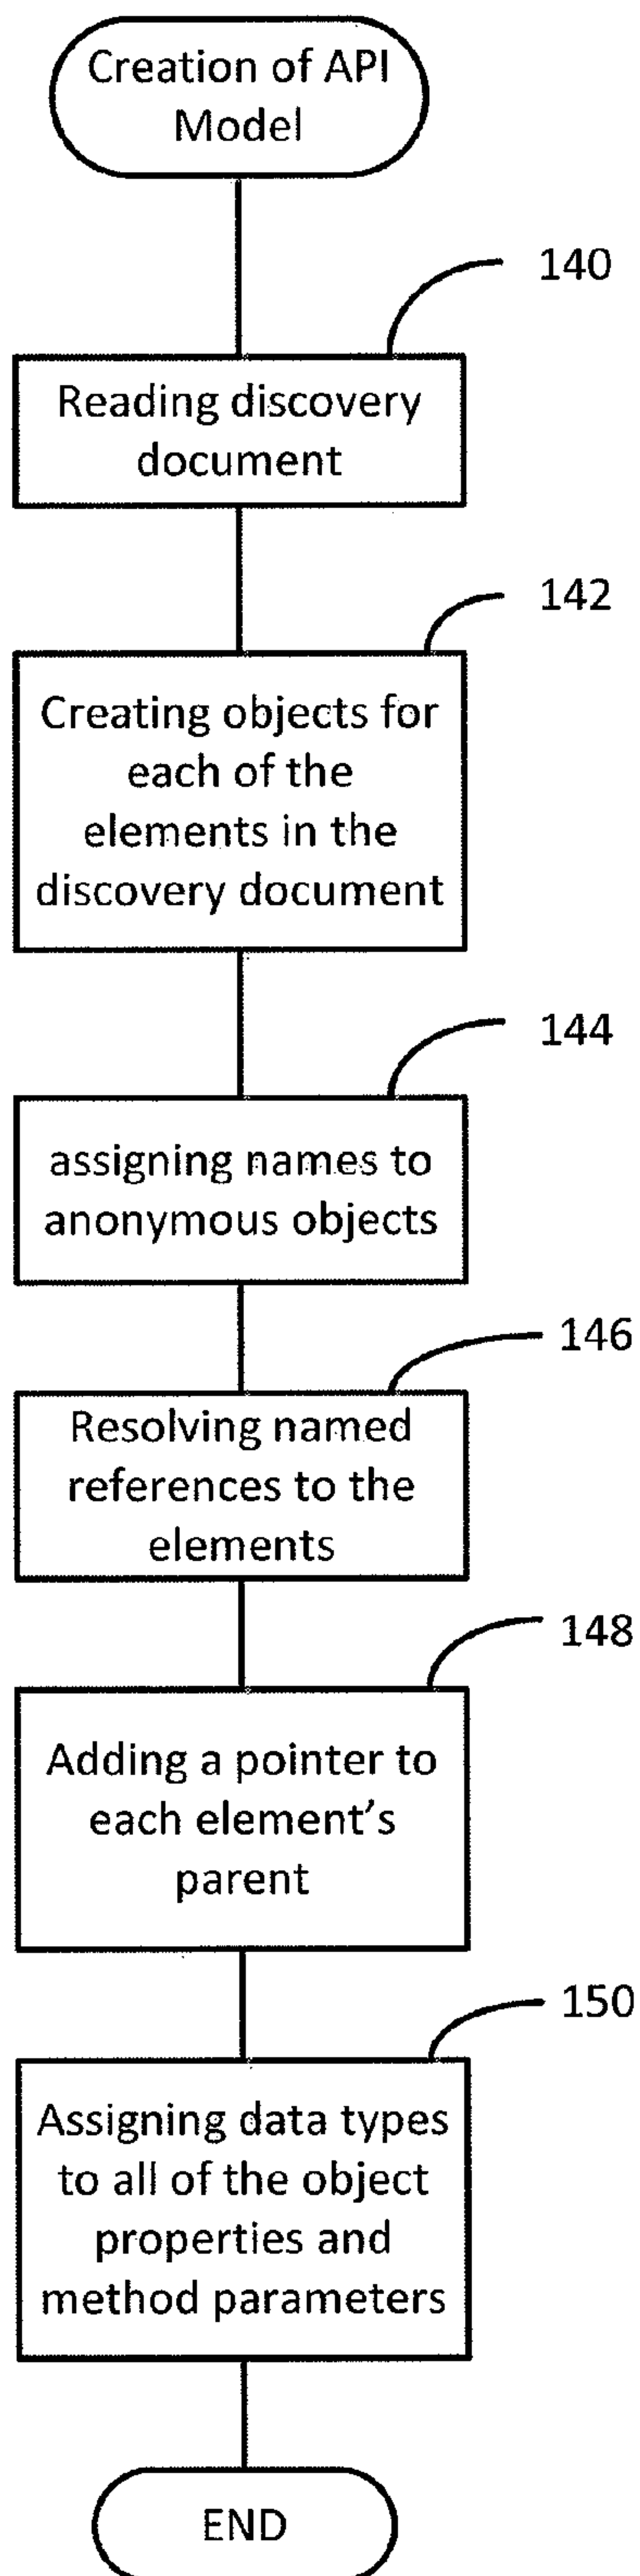 Creation of API
Model
140
Reading discovery
document
142
Creating objects for
each of the
elements in the
discovery document
144
assigning names to
anonymous objects
146
Resolving named
references to the
elements
148
Adding a pointer to
each element's
parent
150
Assigning data types
to all of the object
properties and
method parameters
END